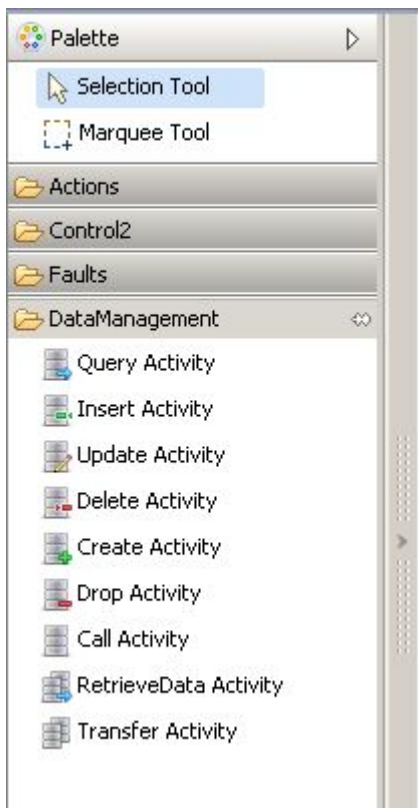 Palette
Selection Tool
Marquee Tool
Actions
Control2
Faults
DataManagement
Query Activity
Insert Activity
Update Activity
Delete Activity
Create Activity
Drop Activity
Call Activity
RetrieveData Activity
Transfer Activity